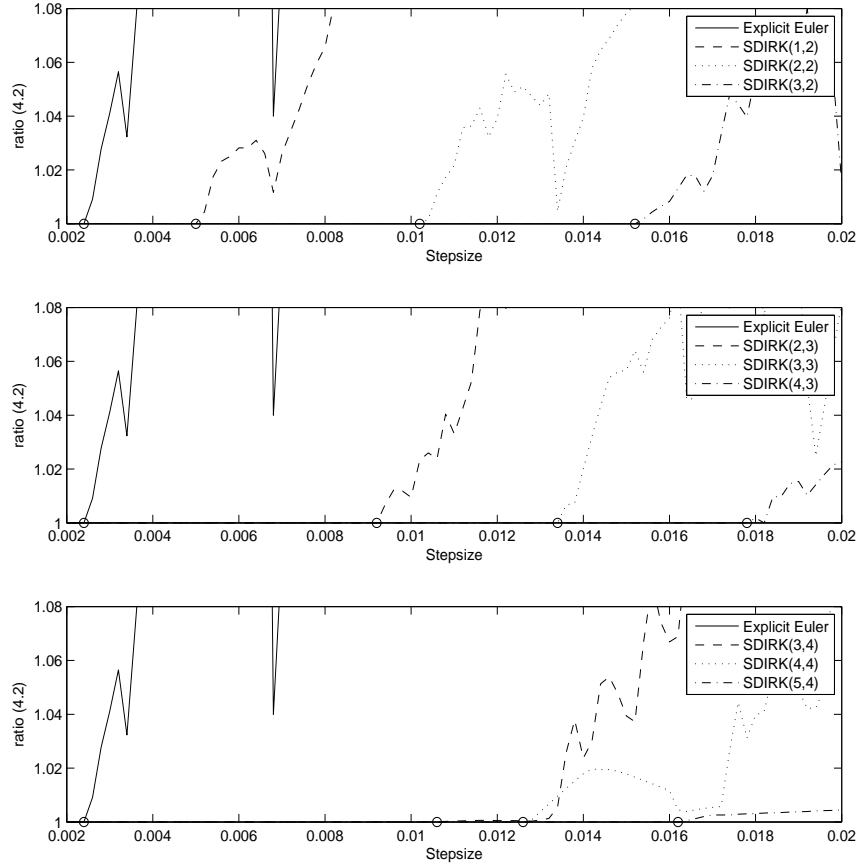 1.08
1.06
1.04
1.02
1
ratio (4.2)
0.002 0.004 0.006 0.008 0.01 0.012 0.014 0.016 0.018 0.02
Stepsize
Explicit Euler
SDIRK(1,2)
SDIRK(2,2)
SDIRK(3,2)
1.08
1.06
1.04
1.02
1
ratio (4.2)
0.002 0.004 0.006 0.008 0.01 0.012 0.014 0.016 0.018 0.02
Stepsize
Explicit Euler
SDIRK(2,3)
SDIRK(3,3)
SDIRK(4,3)
1.08
1.06
1.04
1.02
1
ratio (4.2)
0.002 0.004 0.006 0.008 0.01 0.012 0.014 0.016 0.018 0.02
Stepsize
Explicit Euler
SDIRK(3,4)
SDIRK(4,4)
SDIRK(5,4)